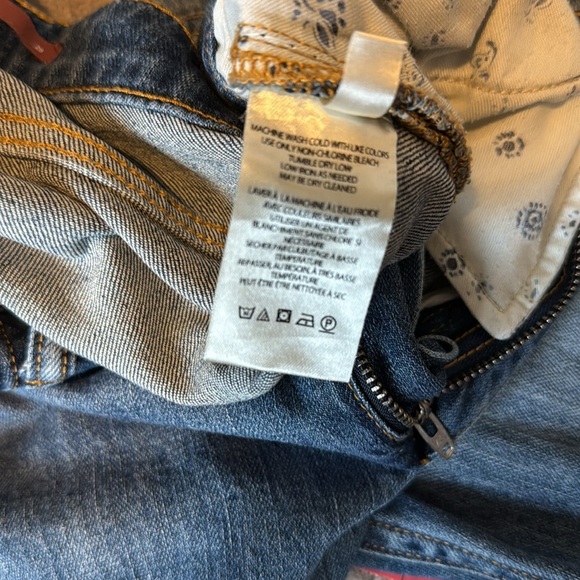 MACHINE WASH COLD WITH LIKE COLORS
USE ONLY NON-CHLORINE BLEACH
TUMBLE DRY LOW
LOW IRON AS NEEDED
MAY BE DRY CLEANED
LAVER À LA MACHINE À L'EAU FROIDE
AVEC COULEURS SIMILAIRES
UTILISER UN AGENT DE
BLANCHIMENT SANS CHLORE SI
NÉCESSAIRE
SÉCHER PAR CULBUTAGE À BASSE
TEMPÉRATURE
REPASSER, AU BESOIN, À TRÈS BASSE
TEMPÉRATURE
PEUT ÊTRE NETTOYÉE À SEC
P